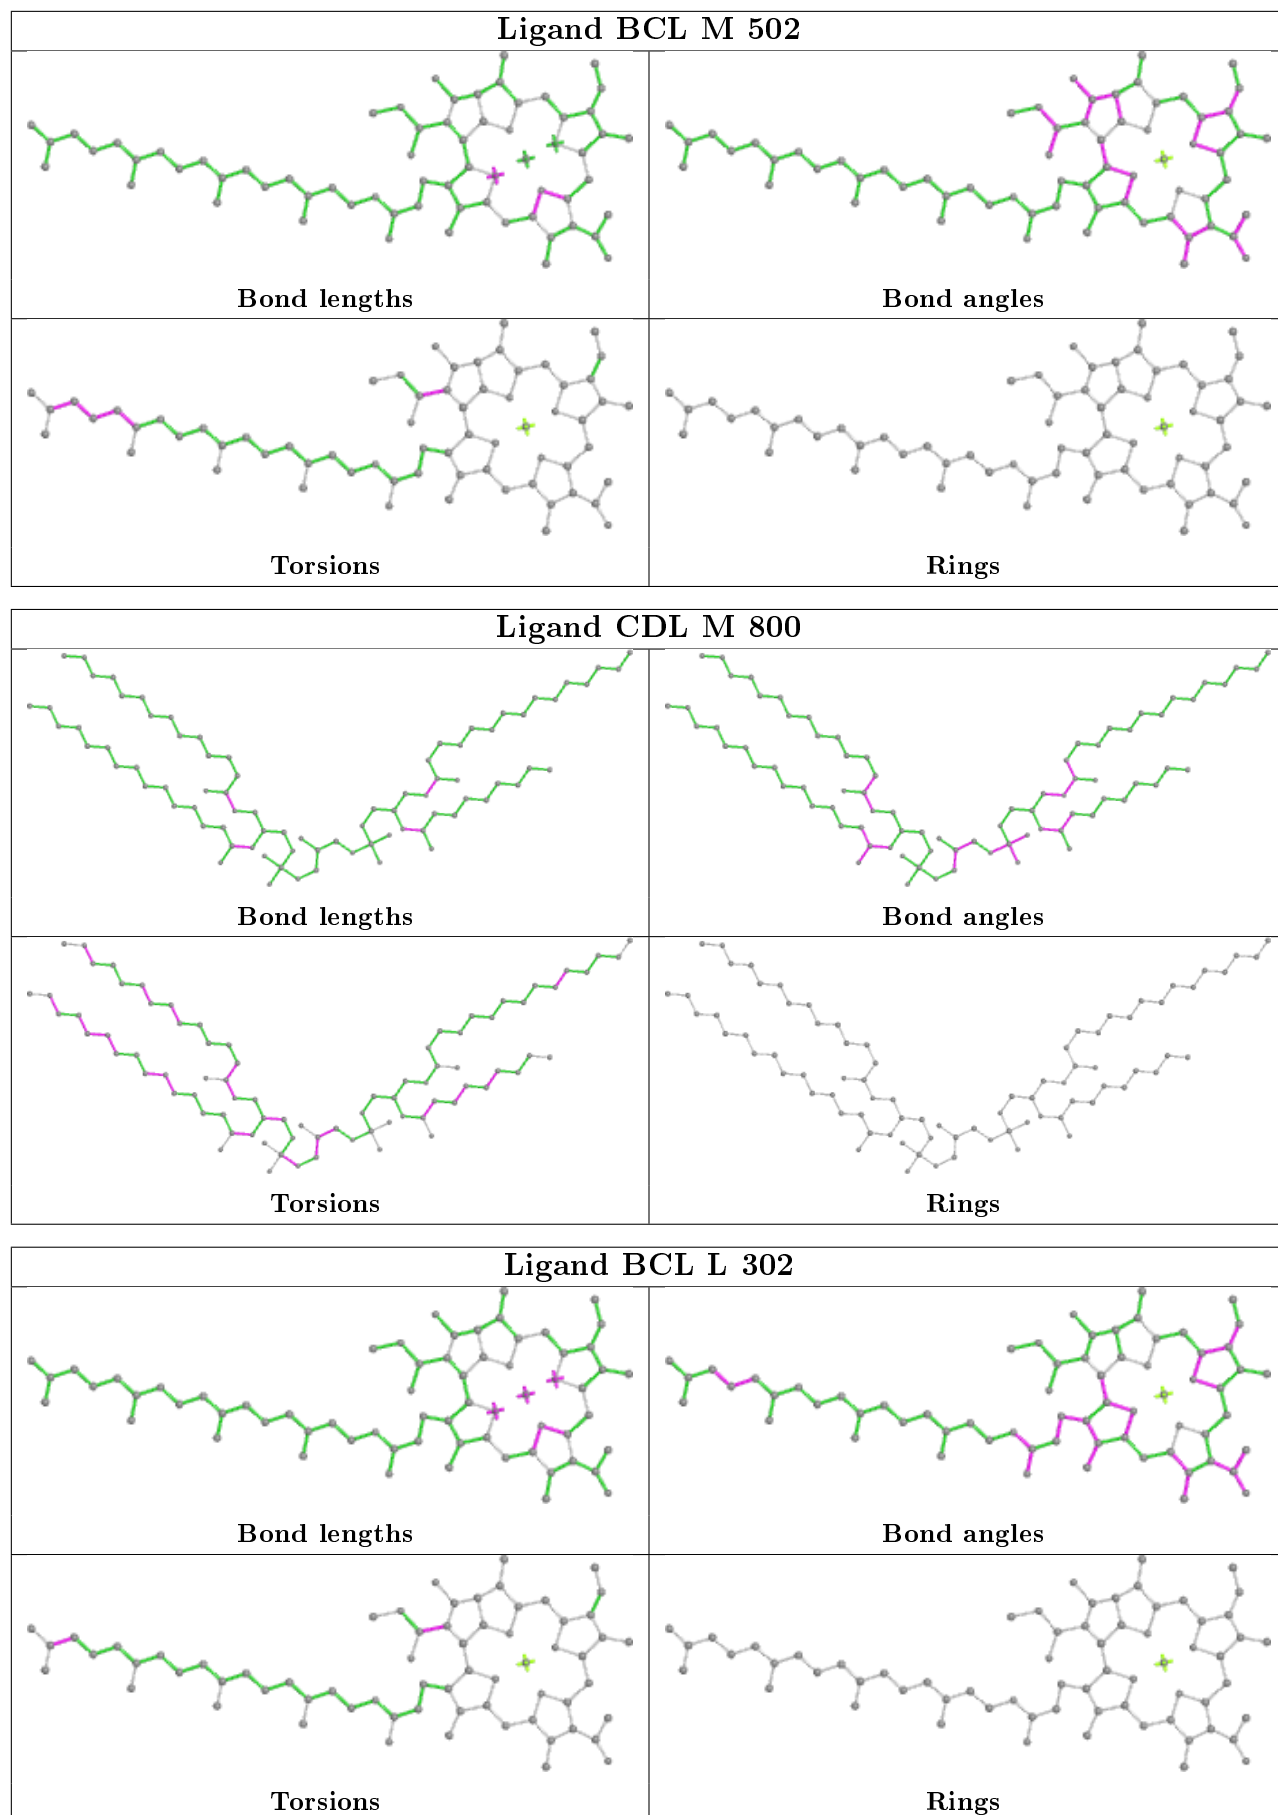 Ligand BCL M 502
Bond lengths
Bond angles
Torsions
Rings
Ligand CDL M 800
Bond lengths
Bond angles
Torsions
Rings
Ligand BCL L 302
Bond lengths
Bond angles
Torsions
Rings